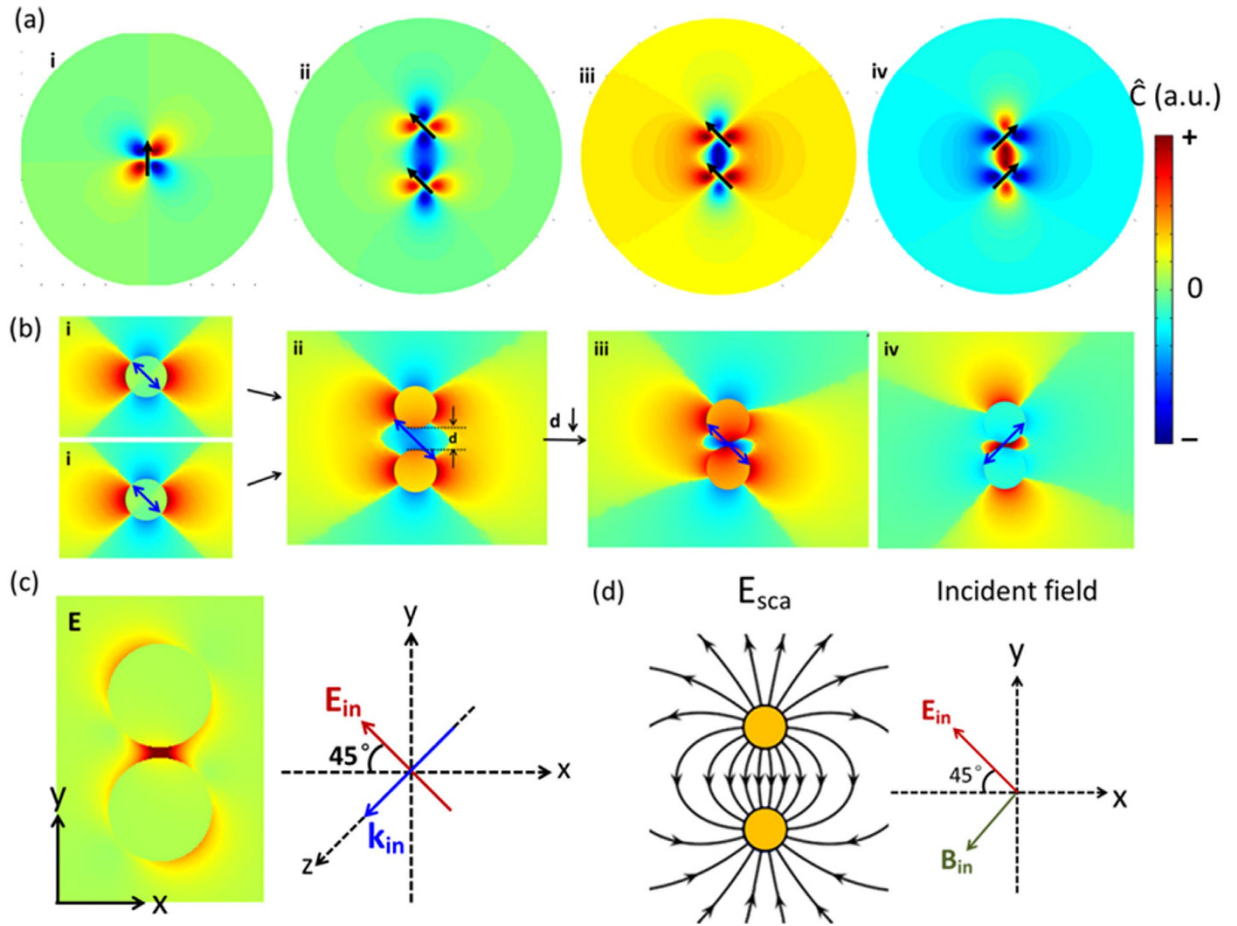 (a)
i
ii
iii
iv
Ĉ (a.u.)
+
0
−
(b)
i
i
ii
d
d ↓
iii
iv
(c)
E
y
x
y
E_in
45°
x
k_in
z
(d)
E_sca
Incident field
y
E_in
45°
x
B_in